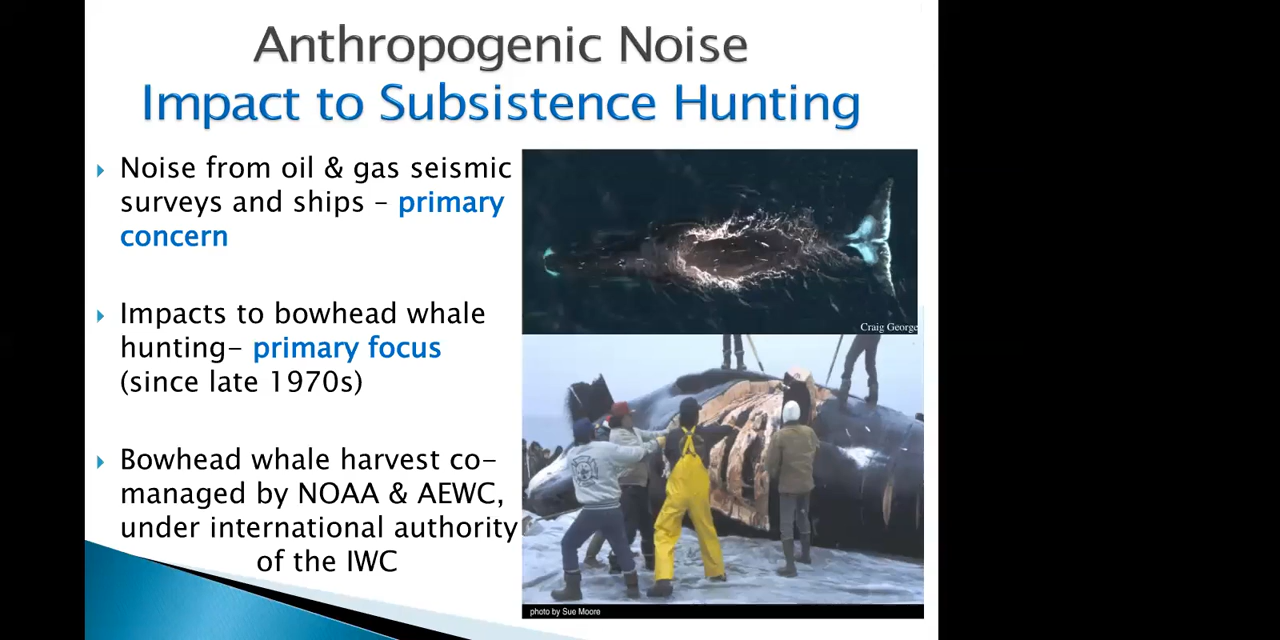 Anthropogenic Noise
Impact to Subsistence Hunting
Noise from oil & gas seismic
surveys and ships – primary
concern
Impacts to bowhead whale
hunting– primary focus
(since late 1970s)
Bowhead whale harvest co-
managed by NOAA & AEWC,
under international authority
of the IWC
Craig George
photo by Sue Moore